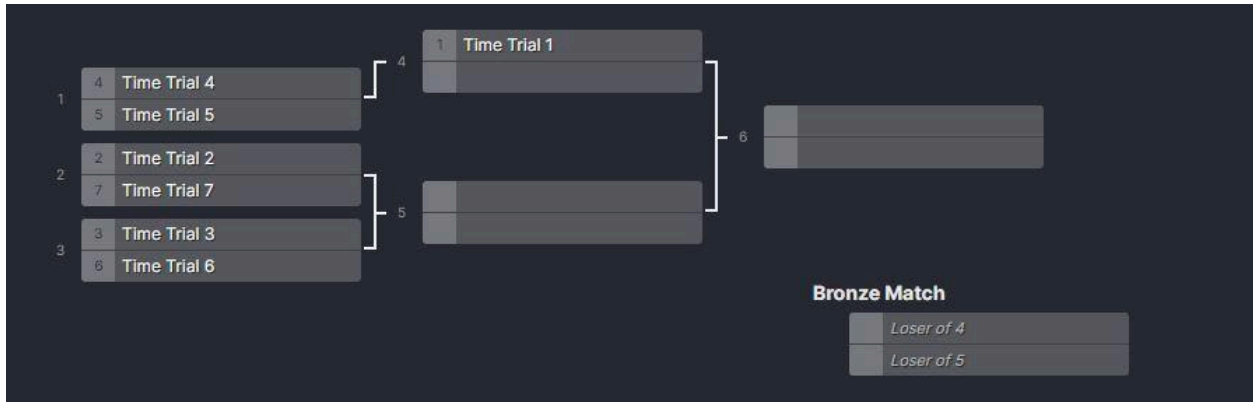 1
4 Time Trial 4
5 Time Trial 5
2
2 Time Trial 2
7 Time Trial 7
3
3 Time Trial 3
6 Time Trial 6
4
1 Time Trial 1
5
6
Bronze Match
Loser of 4
Loser of 5